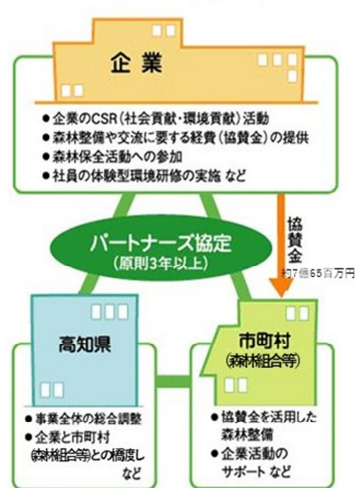 企業
●企業のCSR（社会貢献・環境貢献）活動
●森林整備や交流に要する経費（協賛金）の提供
●森林保全活動への参加
●社員の体験型環境研修の実施 など
パートナーズ協定
（原則3年以上）
協賛金
約7億65百万円
高知県
●事業全体の総合調整
●企業と市町村
（森林組合等）との橋渡し
など
市町村
（森林組合等）
●協賛金を活用した
森林整備
●企業活動の
サポート など